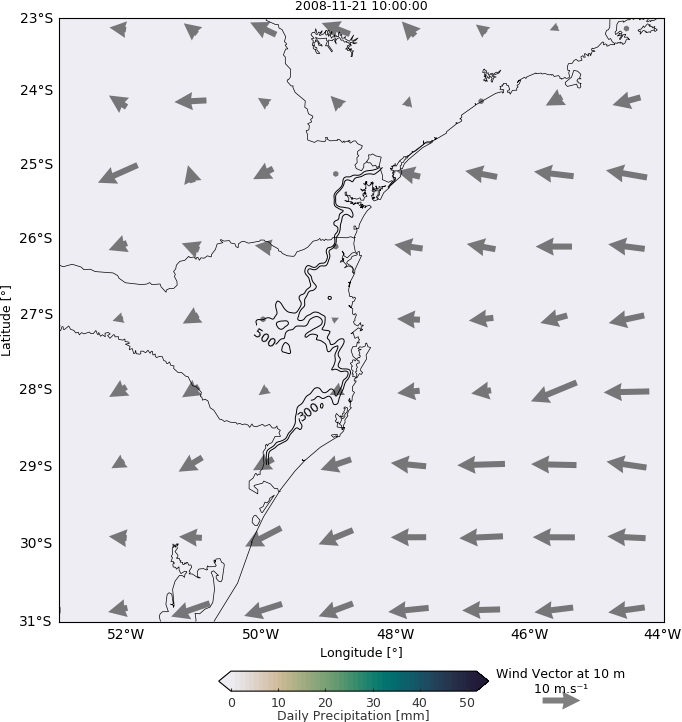 2008-11-21 10:00:00
23°S
24°S
25°S
26°S
27°S
28°S
29°S
30°S
31°S
Latitude [°]
500
300
52°W
50°W
48°W
46°W
44°W
Longitude [°]
0
10
20
30
40
50
Daily Precipitation [mm]
Wind Vector at 10 m
10 m.s⁻¹